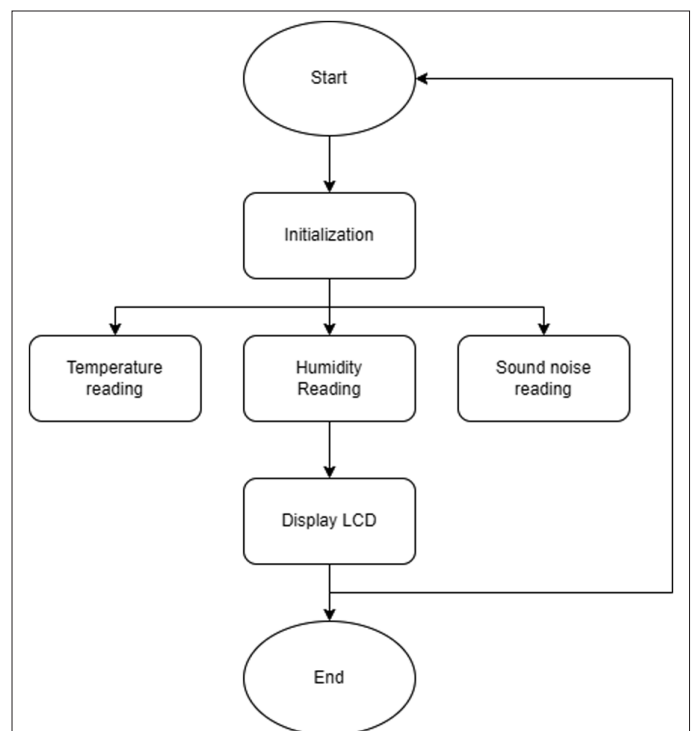 Start
Initialization
Temperature
reading
Humidity
Reading
Sound noise
reading
Display LCD
End